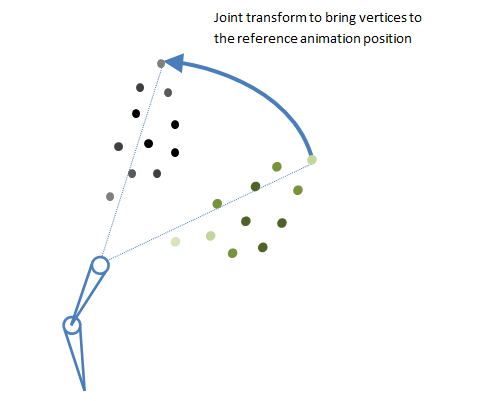 Joint transform to bring vertices to
the reference animation position